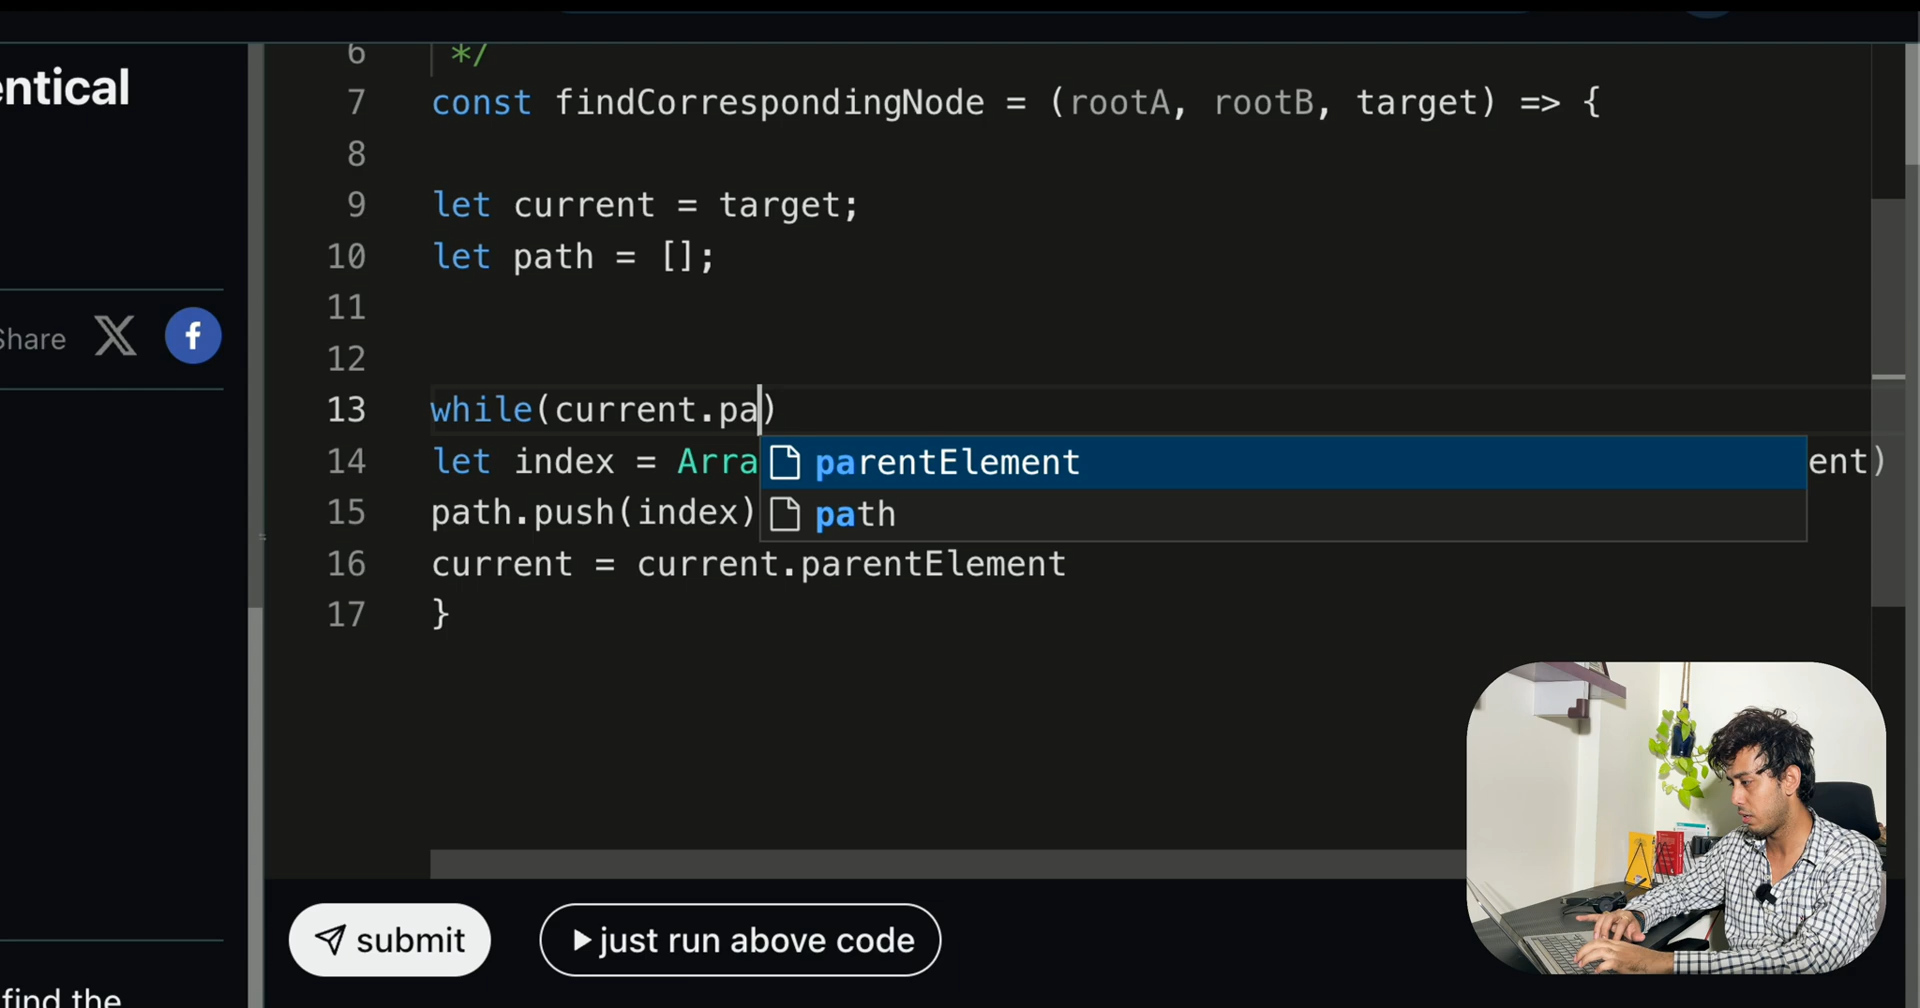 entical
Share
find the
6 */
7 const findCorrespondingNode = (rootA, rootB, target) => {
8
9 let current = target;
10 let path = [];
11
12
13 while(current.pa)
14 let index = Arra ent)
15 path.push(index)
16 current = current.parentElement
17 }
parentElement
path
submit
just run above code